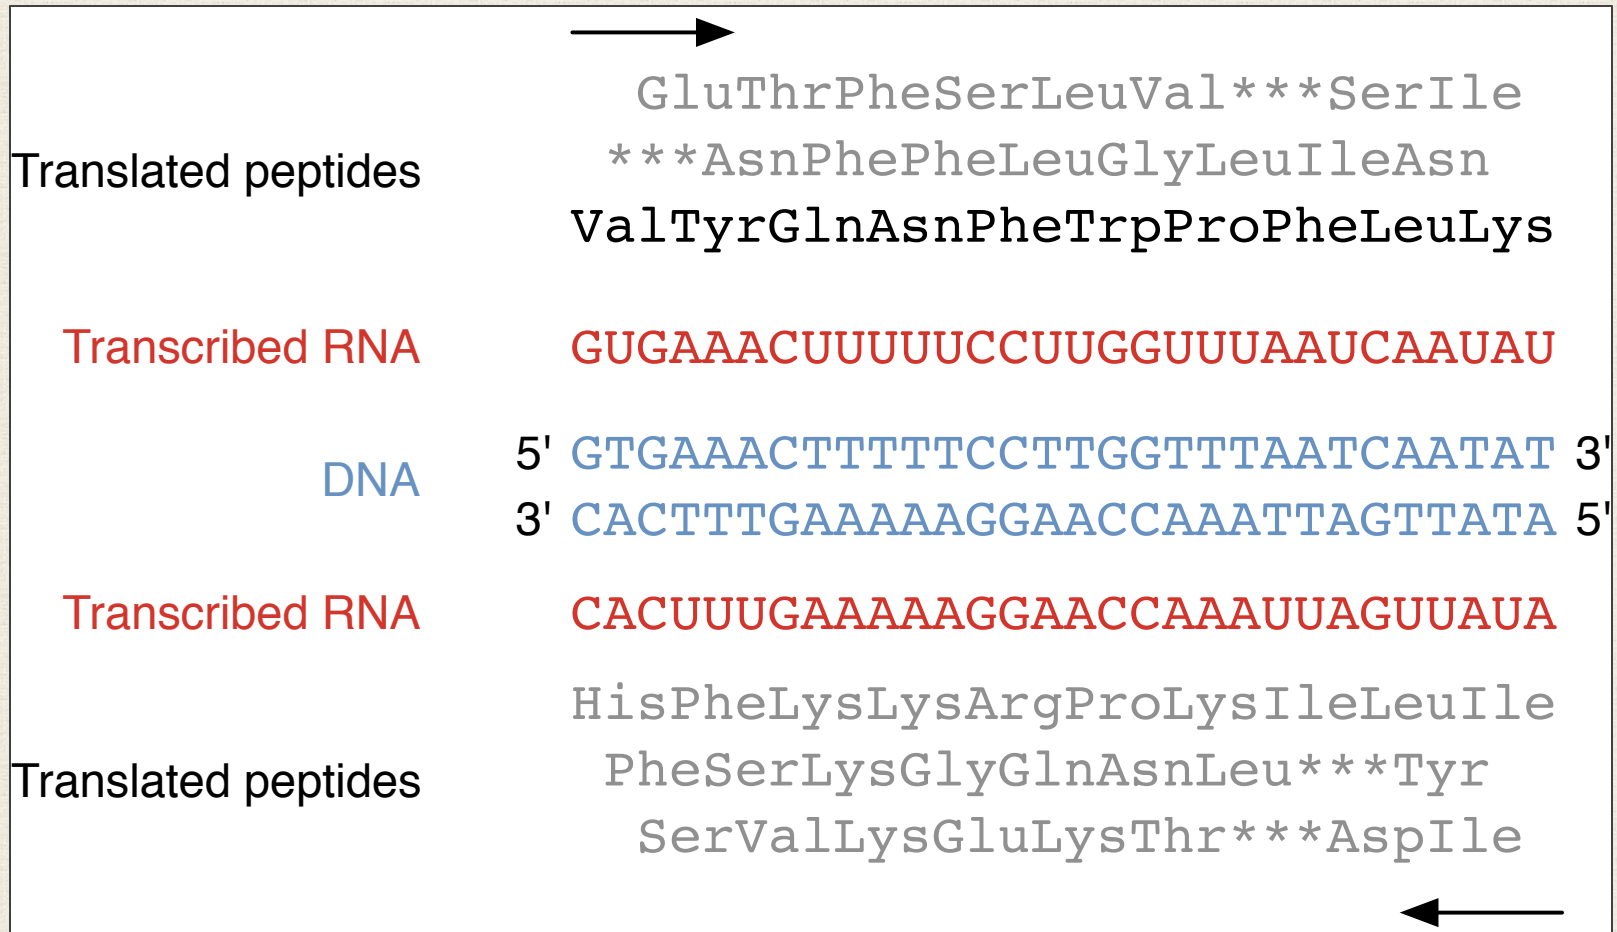 GluThrPheSerLeuVal***SerIle
***AsnPhePheLeuGlyLeuIleAsn
Translated peptides
ValTyrGlnAsnPheTrpProPheLeuLys
Transcribed RNA GUGAAACUUUUUCCUUGGUUUAAUCAAUAU
5' GTGAAACTTTTTCCTTGGTTTAATCAATAT 3'
DNA
3' CACTTTGAAAAAGGAACCAAATTAGTTATA 5'
Transcribed RNA CACUUUGAAAAAGGAACCAAAUUAGUUAUA
HisPheLysLysArgProLysIleLeuIle
PheSerLysGlyGlnAsnLeu***Tyr
Translated peptides
SerValLysGluLysThr***AspIle